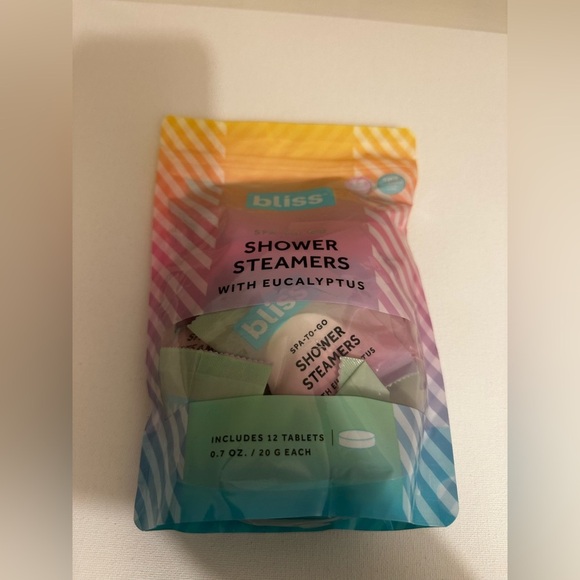 bliss
SHOWER
STEAMERS
WITH EUCALYPTUS
bliss
SPA-TO-GO
SHOWER
STEAMERS
INCLUDES 12 TABLETS
0.7 OZ. / 20 G EACH